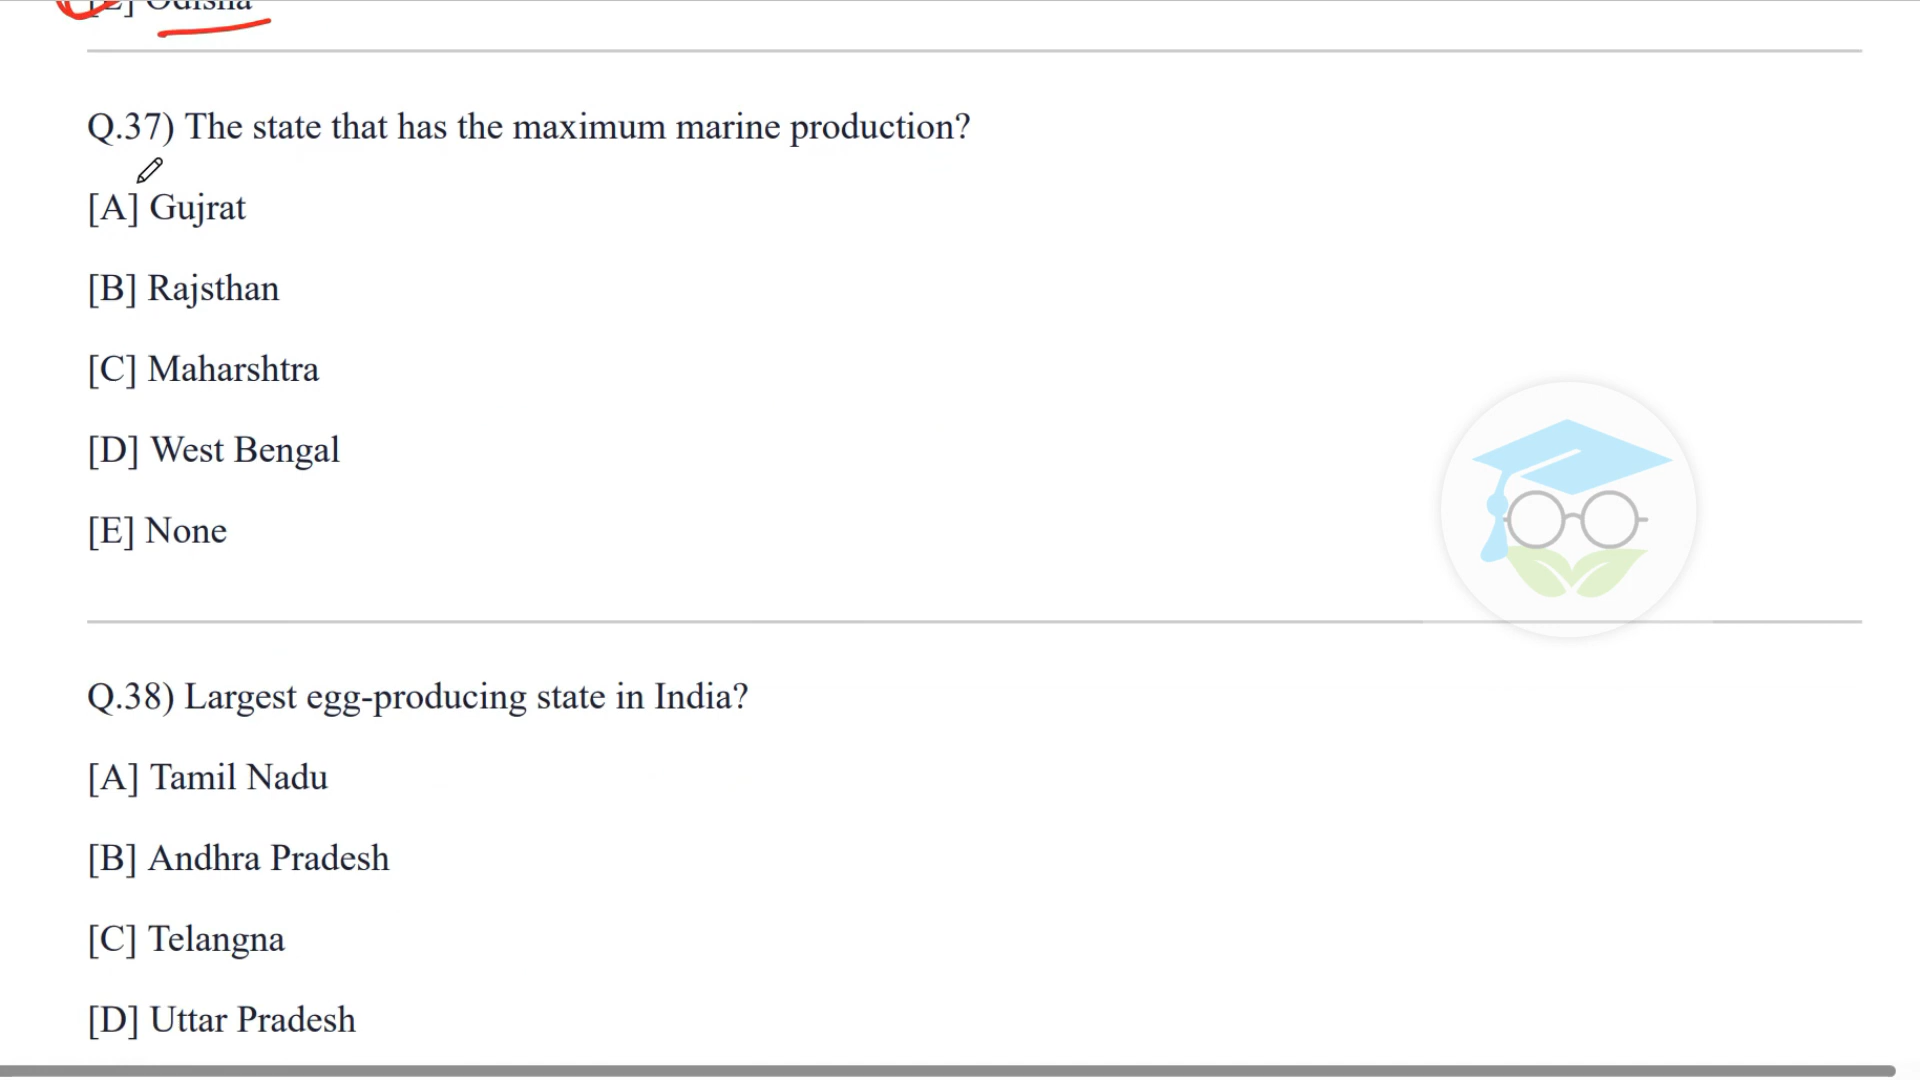 [E] Odisha
Q.37) The state that has the maximum marine production?
[A] Gujrat
[B] Rajsthan
[C] Maharshtra
[D] West Bengal
[E] None
Q.38) Largest egg-producing state in India?
[A] Tamil Nadu
[B] Andhra Pradesh
[C] Telangna
[D] Uttar Pradesh